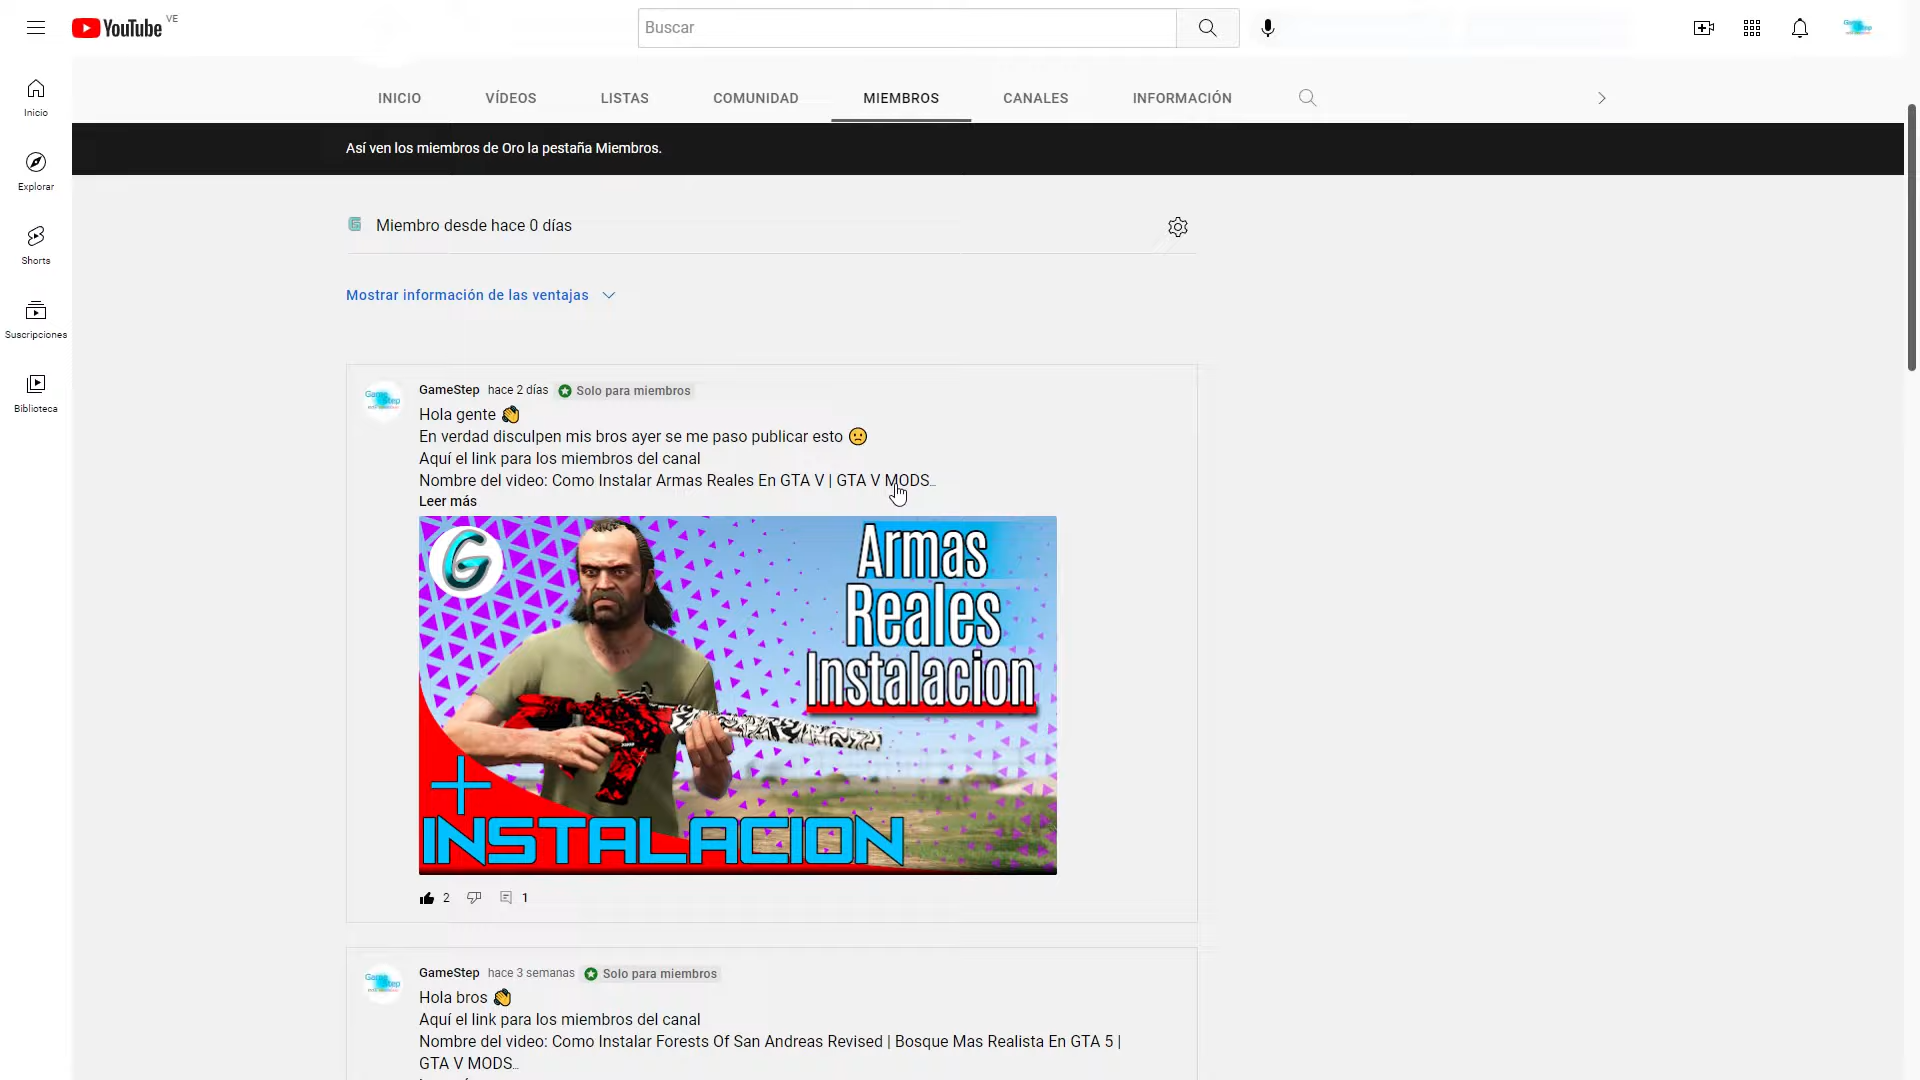 YouTube VE
Buscar
Inicio
Explorar
Shorts
Suscripciones
Biblioteca
INICIO VÍDEOS LISTAS COMUNIDAD MIEMBROS CANALES INFORMACIÓN
Así ven los miembros de Oro la pestaña Miembros.
Miembro desde hace 0 días
Mostrar información de las ventajas
GameStep hace 2 días Solo para miembros
Hola gente 👏
En verdad disculpen mis bros ayer se me paso publicar esto 🙁
Aquí el link para los miembros del canal
Nombre del video: Como Instalar Armas Reales En GTA V | GTA V MODS...
Leer más
G
Armas
Reales
Instalacion
+
INSTALACION
2 1
GameStep hace 3 semanas Solo para miembros
Hola bros 👏
Aquí el link para los miembros del canal
Nombre del video: Como Instalar Forests Of San Andreas Revised | Bosque Mas Realista En GTA 5 |
GTA V MODS...